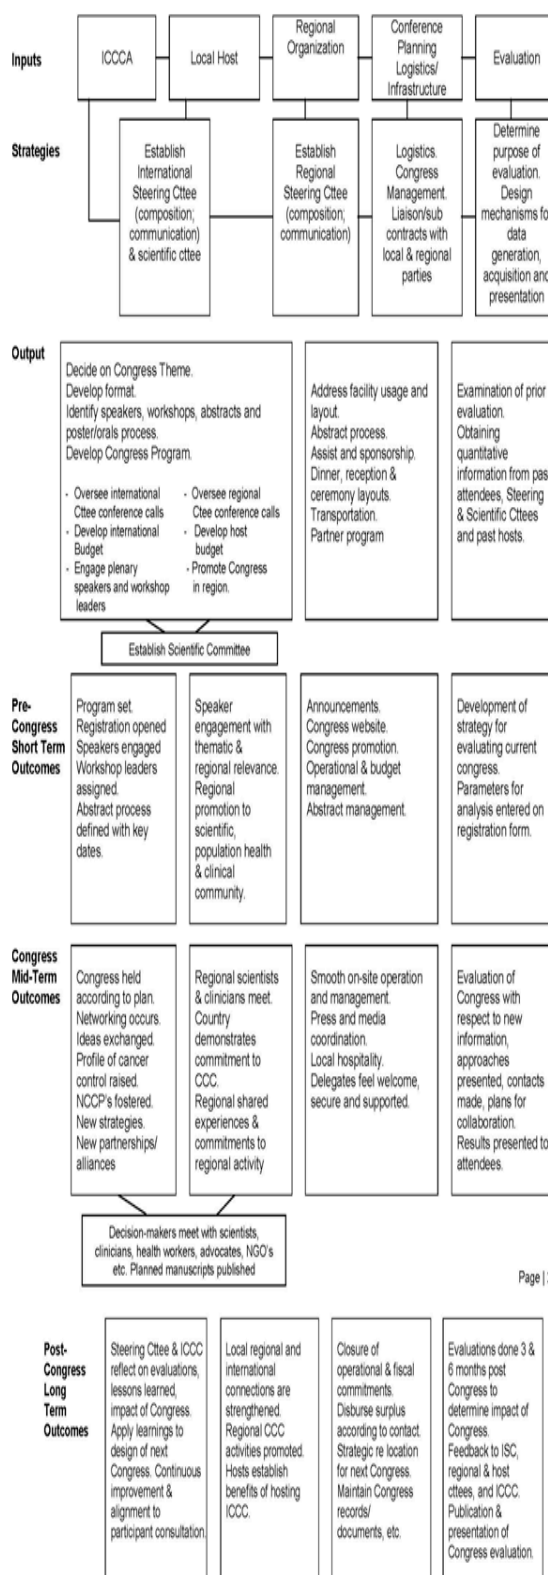 Inputs
ICCCA
Local Host
Regional
Organization
Conference
Planning
Logistics/
Infrastructure
Evaluation
Strategies
Establish
International
Steering Cttee
(composition;
communication)
& scientific cttee
Establish
Regional
Steering Cttee
(composition;
communication)
Logistics.
Congress
Management.
Liaison/sub
contracts with
local & regional
parties
Determine
purpose of
evaluation.
Design
mechanisms fo
data
generation,
acquisition and
presentation
Output
Decide on Congress Theme.
Develop format.
Identify speakers, workshops, abstracts and
poster/orals process.
Develop Congress Program.
- Oversee international
Cttee conference calls
- Develop international
Budget
- Engage plenary
speakers and workshop
leaders
- Oversee regional
Ctee conference calls
- Develop host
budget
- Promote Congress
in region.
Address facility usage and
layout.
Abstract process.
Assist and sponsorship.
Dinner, reception &
ceremony layouts.
Transportation.
Partner program
Examination of prior
evaluation.
Obtaining
quantitative
information from pas
attendees, Steering
& Scientific Cttees
and past hosts.
Establish Scientific Committee
Pre-
Congress
Short Term
Outcomes
Program set.
Registration opened
Speakers engaged
Workshop leaders
assigned.
Abstract process
defined with key
dates.
Speaker
engagement with
thematic &
regional relevance.
Regional
promotion to
scientific,
population health
& clinical
community.
Announcements.
Congress website.
Congress promotion.
Operational & budget
management.
Abstract management.
Development of
strategy for
evaluating current
congress.
Parameters for
analysis entered on
registration form.
Congress
Mid-Term
Outcomes
Congress held
according to plan.
Networking occurs.
Ideas exchanged.
Profile of cancer
control raised.
NCCP's fostered.
New strategies.
New partnerships/
alliances
Regional scientists
& clinicians meet.
Country
demonstrates
commitment to
CCC.
Regional shared
experiences &
commitments to
regional activity
Smooth on-site operation
and management.
Press and media
coordination.
Local hospitality.
Delegates feel welcome,
secure and supported.
Evaluation of
Congress with
respect to new
information,
approaches
presented, contacts
made, plans for
collaboration.
Results presented to
attendees.
Decision-makers meet with scientists,
clinicians, health workers, advocates, NGO's
etc. Planned manuscripts published
Page |
Post-
Congress
Long
Term
Outcomes
Steering Cttee & ICCC
reflect on evaluations,
lessons learned,
impact of Congress.
Apply learnings to
design of next
Congress. Continuous
improvement &
alignment to
participant consultation.
Local regional and
international
connections are
strengthened.
Regional CCC
activities promoted.
Hosts establish
benefits of hosting
ICCC.
Closure of
operational & fiscal
commitments.
Disburse surplus
according to contact.
Strategic re location
for next Congress.
Maintain Congress
records/
documents, etc.
Evaluations done 3 &
6 months post
Congress to
determine impact of
Congress.
Feedback to ISC,
regional & host
cttees, and ICCC.
Publication &
presentation of
Congress evaluation.